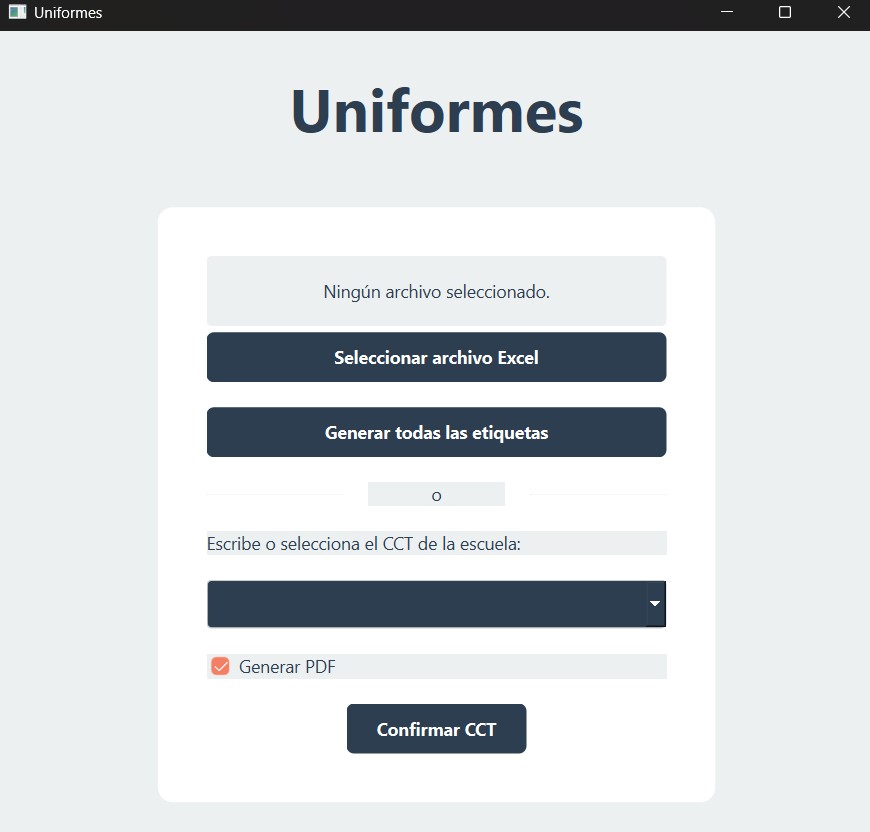 Uniformes
Uniformes
Ningún archivo seleccionado.
Seleccionar archivo Excel
Generar todas las etiquetas
o
Escribe o selecciona el CCT de la escuela:
Generar PDF
Confirmar CCT